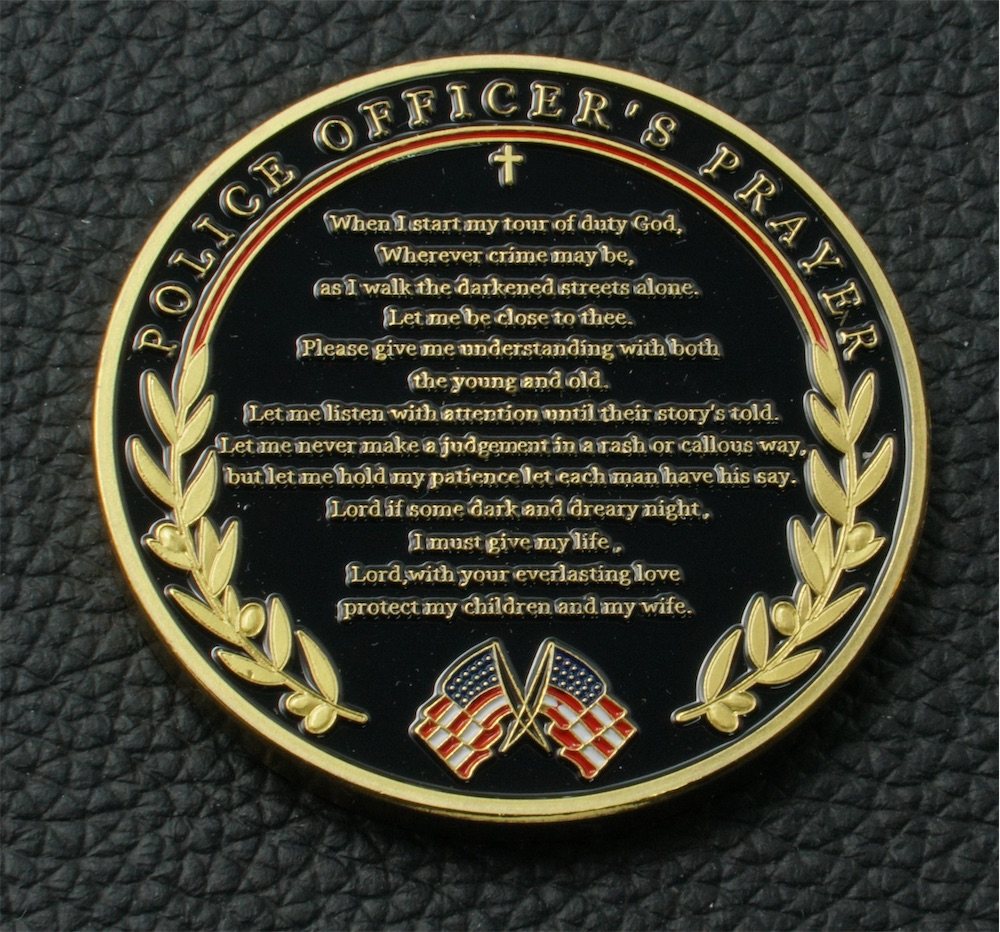 POLICE OFFICER'S PRAYER
When I start my tour of duty God,
Wherever crime may be,
as I walk the darkened streets alone.
Let me be close to thee.
Please give me understanding with both
the young and old.
Let me listen with attention until their story's told.
Let me never make a judgement in a rash or callous way,
but let me hold my patience let each man have his say.
Lord if some dark and dreary night,
I must give my life,
Lord,with your everlasting love
protect my children and my wife.